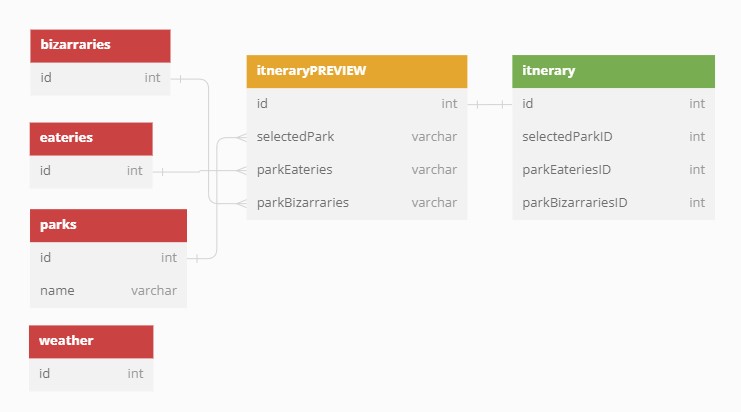 bizarraries
id int
eateries
id int
parks
id int
name varchar
weather
id int
itneraryPREVIEW
id int
selectedPark varchar
parkEateries varchar
parkBizarraries varchar
itnerary
id int
selectedParkID int
parkEateriesID int
parkBizarrariesID int